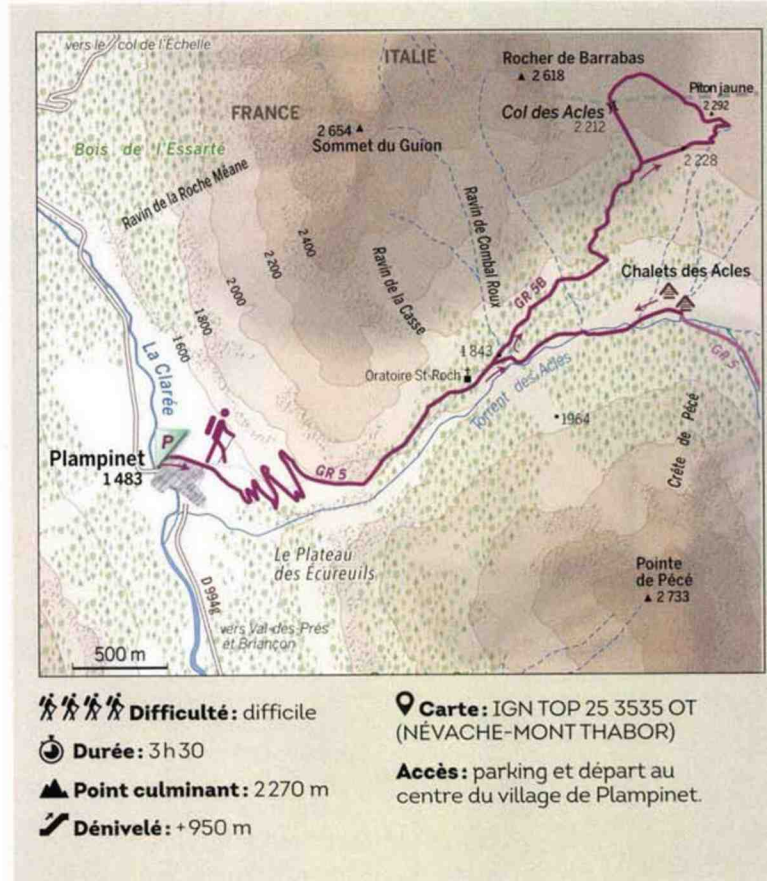 vers le col de l'Échelle
ITALIE
Rocher de Barrabas
▲ 2 618
Piton jaune
2 292
Col des Acles
2 212
FRANCE
2 654 ▲
Sommet du Guion
Bois de l'Essarté
2 228
Ravin de la Roche Méane
Ravin de Combal Roux
2 400
2 200
2 000
1 800
1 600
Ravin de la Casse
Chalets des Acles
GR 5B
La Clarée
1 843
GR 5
Oratoire St-Roch
Torrent des Acles
1964
Crête de Pécé
P
Plampinet
1 483
GR 5
Le Plateau
des Écureuils
Pointe
de Pécé
▲ 2 733
D 994g
vers Val-des-Prés
et Briançon
500 m
Difficulté : difficile
Durée : 3 h 30
Point culminant : 2 270 m
Dénivelé : +950 m
Carte : IGN TOP 25 3535 OT
(NÉVACHE-MONT THABOR)
Accès : parking et départ au
centre du village de Plampinet.